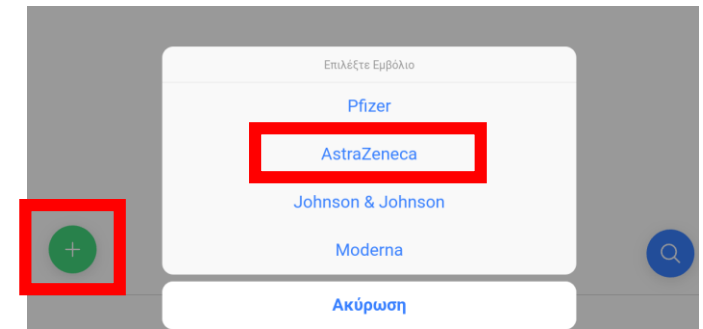 Επιλέξτε Εμβόλιο
Pfizer
AstraZeneca
Johnson & Johnson
Moderna
Ακύρωση